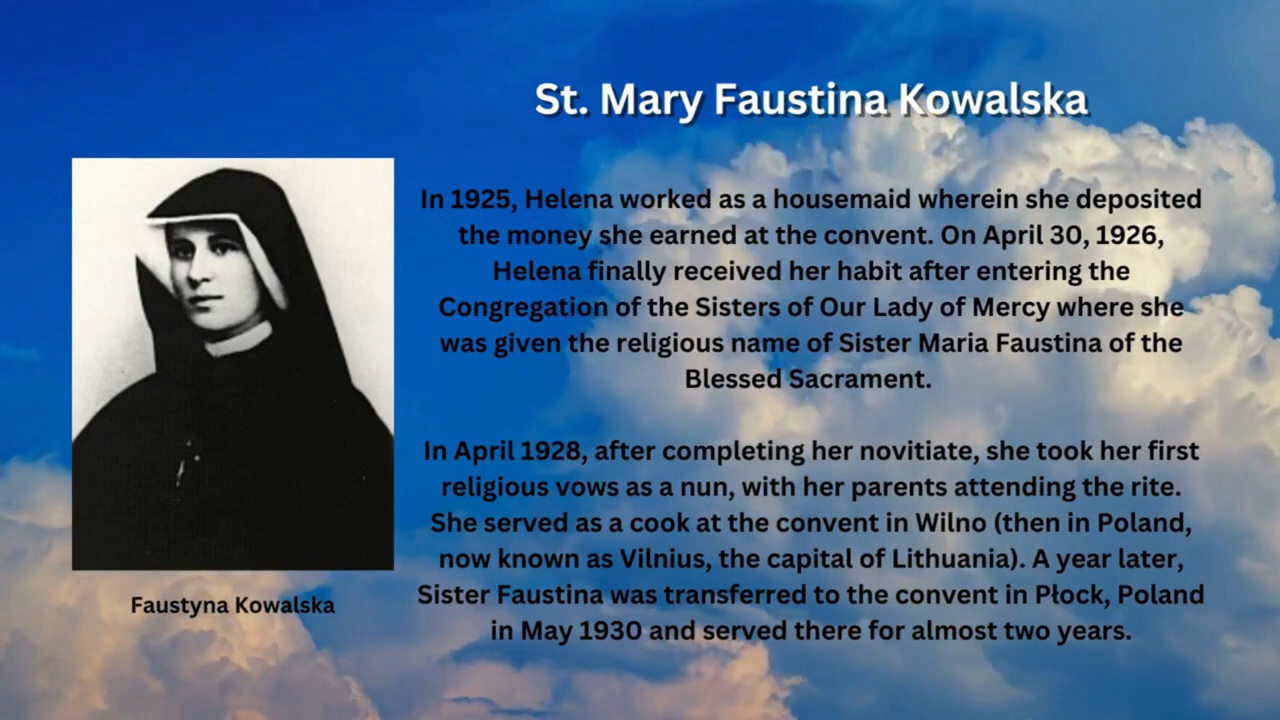 St. Mary Faustina Kowalska
In 1925, Helena worked as a housemaid wherein she deposited
the money she earned at the convent. On April 30, 1926,
Helena finally received her habit after entering the
Congregation of the Sisters of Our Lady of Mercy where she
was given the religious name of Sister Maria Faustina of the
Blessed Sacrament.
In April 1928, after completing her novitiate, she took her first
religious vows as a nun, with her parents attending the rite.
She served as a cook at the convent in Wilno (then in Poland,
now known as Vilnius, the capital of Lithuania). A year later,
Sister Faustina was transferred to the convent in Płock, Poland
in May 1930 and served there for almost two years.
Faustyna Kowalska